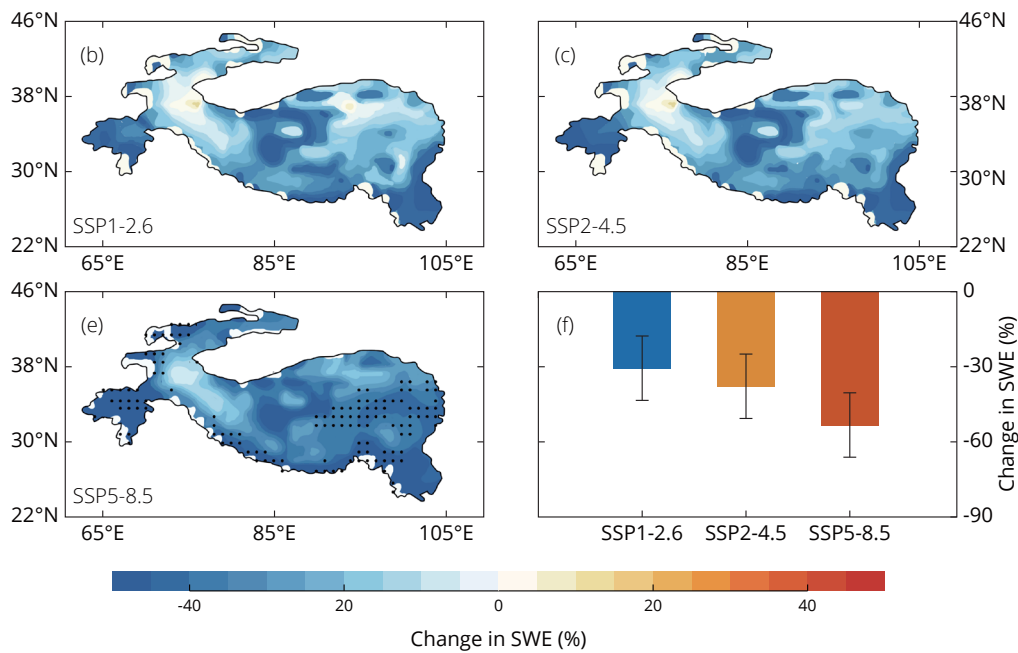 46°N
(b)
38°N
30°N
SSP1-2.6
22°N
65°E 85°E 105°E
46°N
(c)
38°N
30°N
SSP2-4.5
22°N
65°E 85°E 105°E
46°N
(e)
38°N
30°N
SSP5-8.5
22°N
65°E 85°E 105°E
(f)
0
-30
-60
-90
Change in SWE (%)
SSP1-2.6 SSP2-4.5 SSP5-8.5
-40 20 0 20 40
Change in SWE (%)